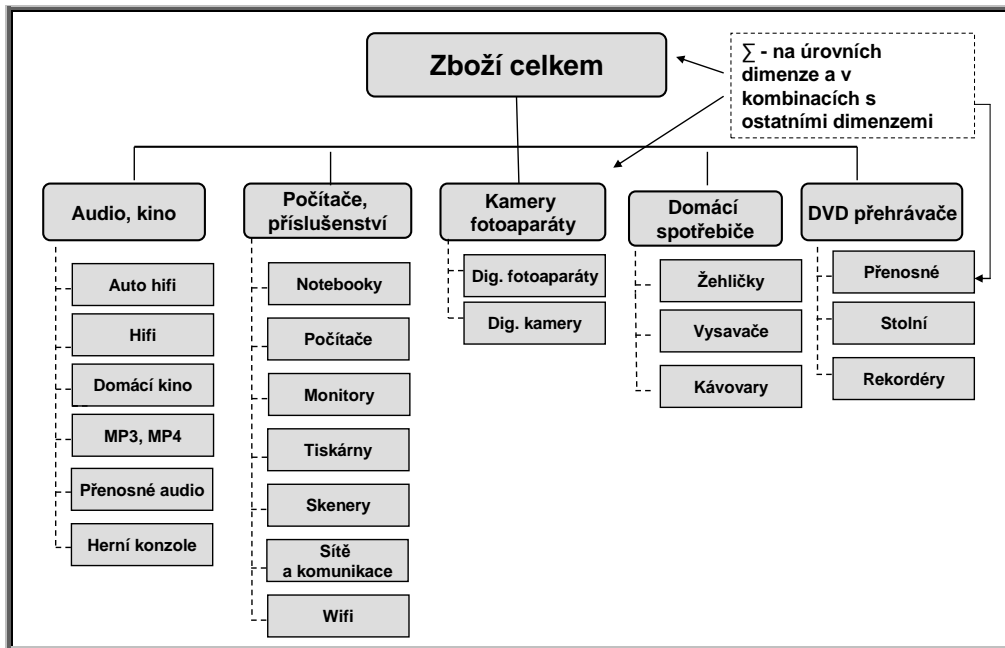 Zboží celkem
∑ - na úrovních
dimenze a v
kombinacích s
ostatními dimenzemi
Audio, kino
Auto hifi
Hifi
Domácí kino
MP3, MP4
Přenosné audio
Herní konzole
Počítače,
příslušenství
Notebooky
Počítače
Monitory
Tiskárny
Skenery
Sítě
a komunikace
Wifi
Kamery
fotoaparáty
Dig. fotoaparáty
Dig. kamery
Domácí
spotřebiče
Žehličky
Vysavače
Kávovary
DVD přehrávače
Přenosné
Stolní
Rekordéry